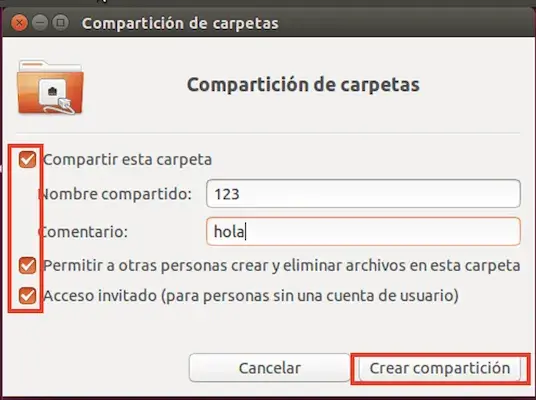 Compartición de carpetas
Compartición de carpetas
Compartir esta carpeta
Nombre compartido: 123
Comentario: hola
Permitir a otras personas crear y eliminar archivos en esta carpeta
Acceso invitado (para personas sin una cuenta de usuario)
Cancelar Crear compartición